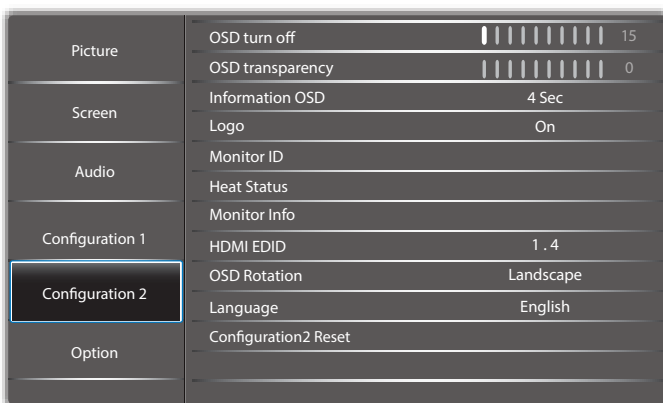 Picture
Screen
Audio
Configuration 1
Configuration 2
Option
OSD turn off 15
OSD transparency 0
Information OSD 4 Sec
Logo On
Monitor ID
Heat Status
Monitor Info
HDMI EDID 1 . 4
OSD Rotation Landscape
Language English
Configuration2 Reset